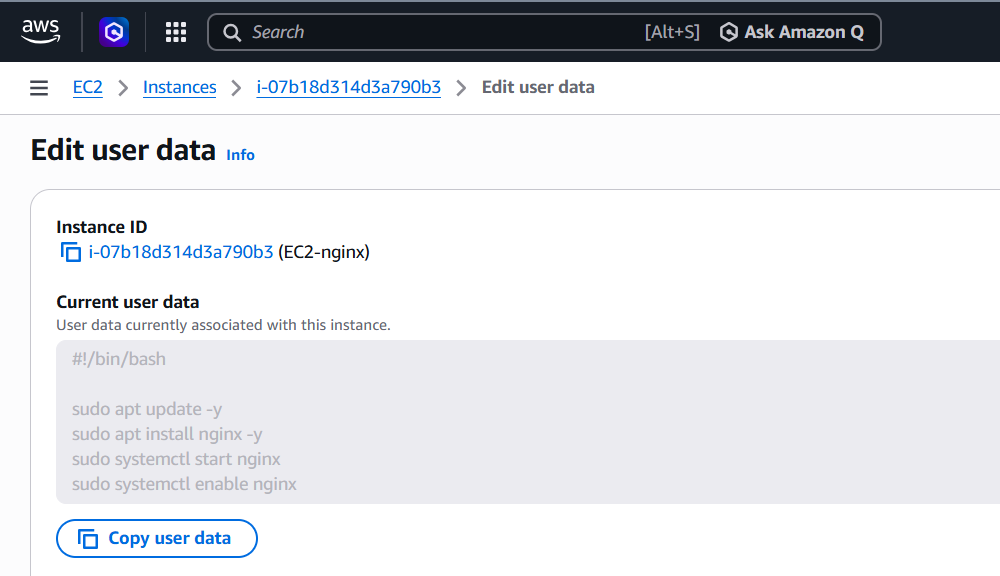 aws
Search [Alt+S] Ask Amazon Q
EC2 > Instances > i-07b18d314d3a790b3 > Edit user data
Edit user data Info
Instance ID
i-07b18d314d3a790b3 (EC2-nginx)
Current user data
User data currently associated with this instance.
#!/bin/bash
sudo apt update -y
sudo apt install nginx -y
sudo systemctl start nginx
sudo systemctl enable nginx
Copy user data